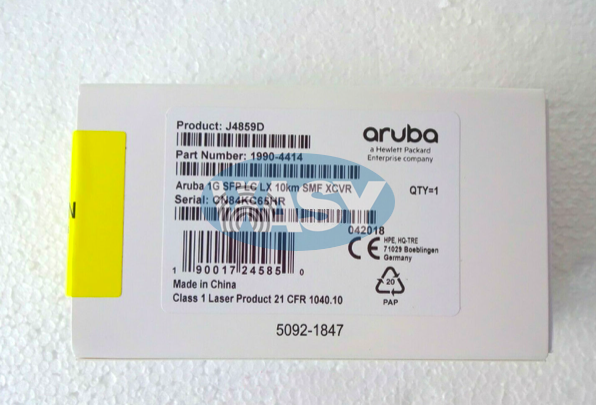 Product: J4859D
aruba
a Hewlett Packard
Enterprise company
Part Number: 1990-4414
Aruba 1G SFP LC LX 10km SMF XCVR
QTY=1
Serial: CN84KC65HR
ASV
042018
CE
HPE, HQ-TRE
71029 Boeblingen
Germany
1 90017 24585 0
20
PAP
Made in China
Class 1 Laser Product 21 CFR 1040.10
5092-1847
N